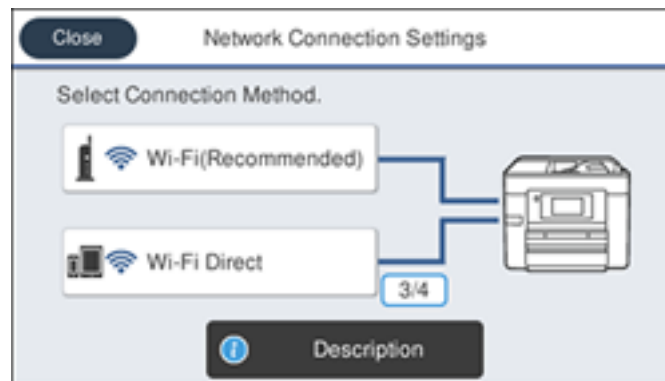 Close
Network Connection Settings
Select Connection Method.
Wi-Fi(Recommended)
Wi-Fi Direct
3/4
i
Description